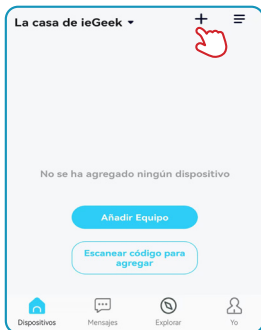 La casa de ieGeek
No se ha agregado ningún dispositivo
Añadir Equipo
Escanear código para
agregar
Dispositivos
Mensajes
Explorar
Yo